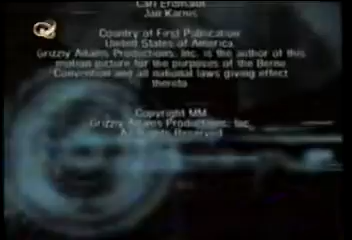 Carl Erdmann
Country of First Publication
United States of America.
Grizzly Adams Productions, Inc. is the author of this
motion picture for the purposes of the Berne
Convention and all national laws giving effect
thereto.
Copyright MM
Grizzly Adams Productions, Inc.
All Rights Reserved